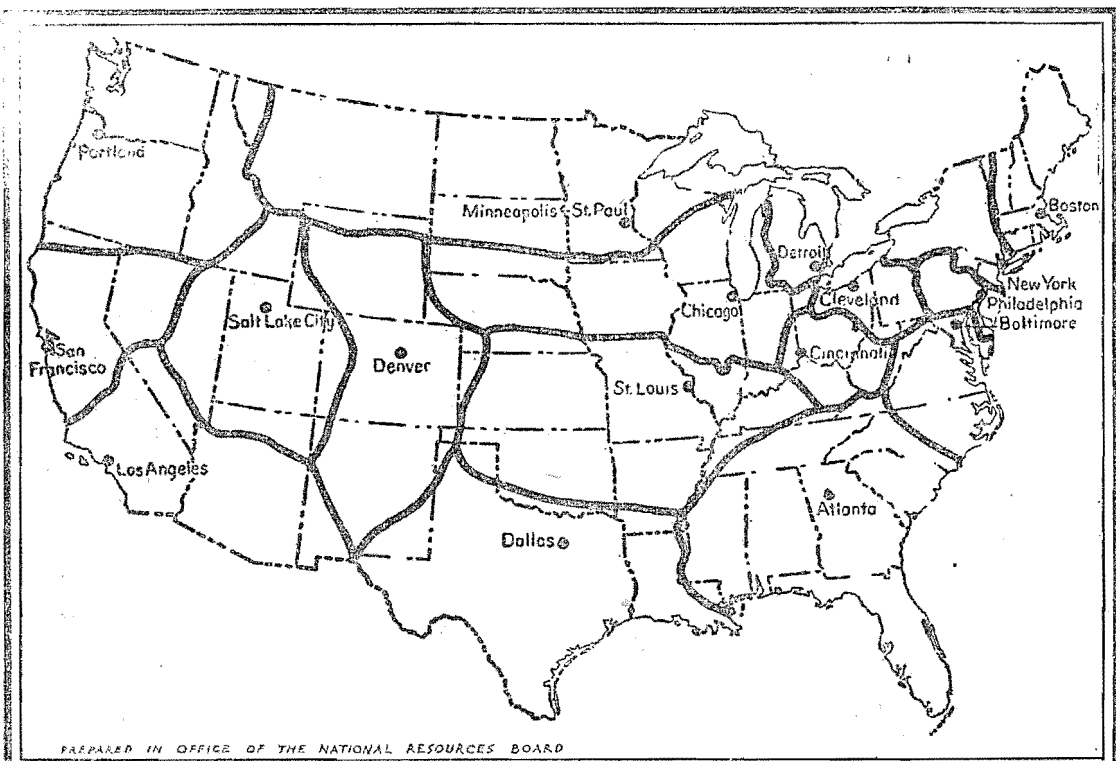 Portland
Minneapolis & St. Paul
Boston
Detroit
New York
Cleveland
Philadelphia
Chicago
Baltimore
Salt Lake City
San
Francisco
Denver
Cincinnati
St. Louis
Los Angeles
Atlanta
Dallas
PREPARED IN OFFICE OF THE NATIONAL RESOURCES BOARD